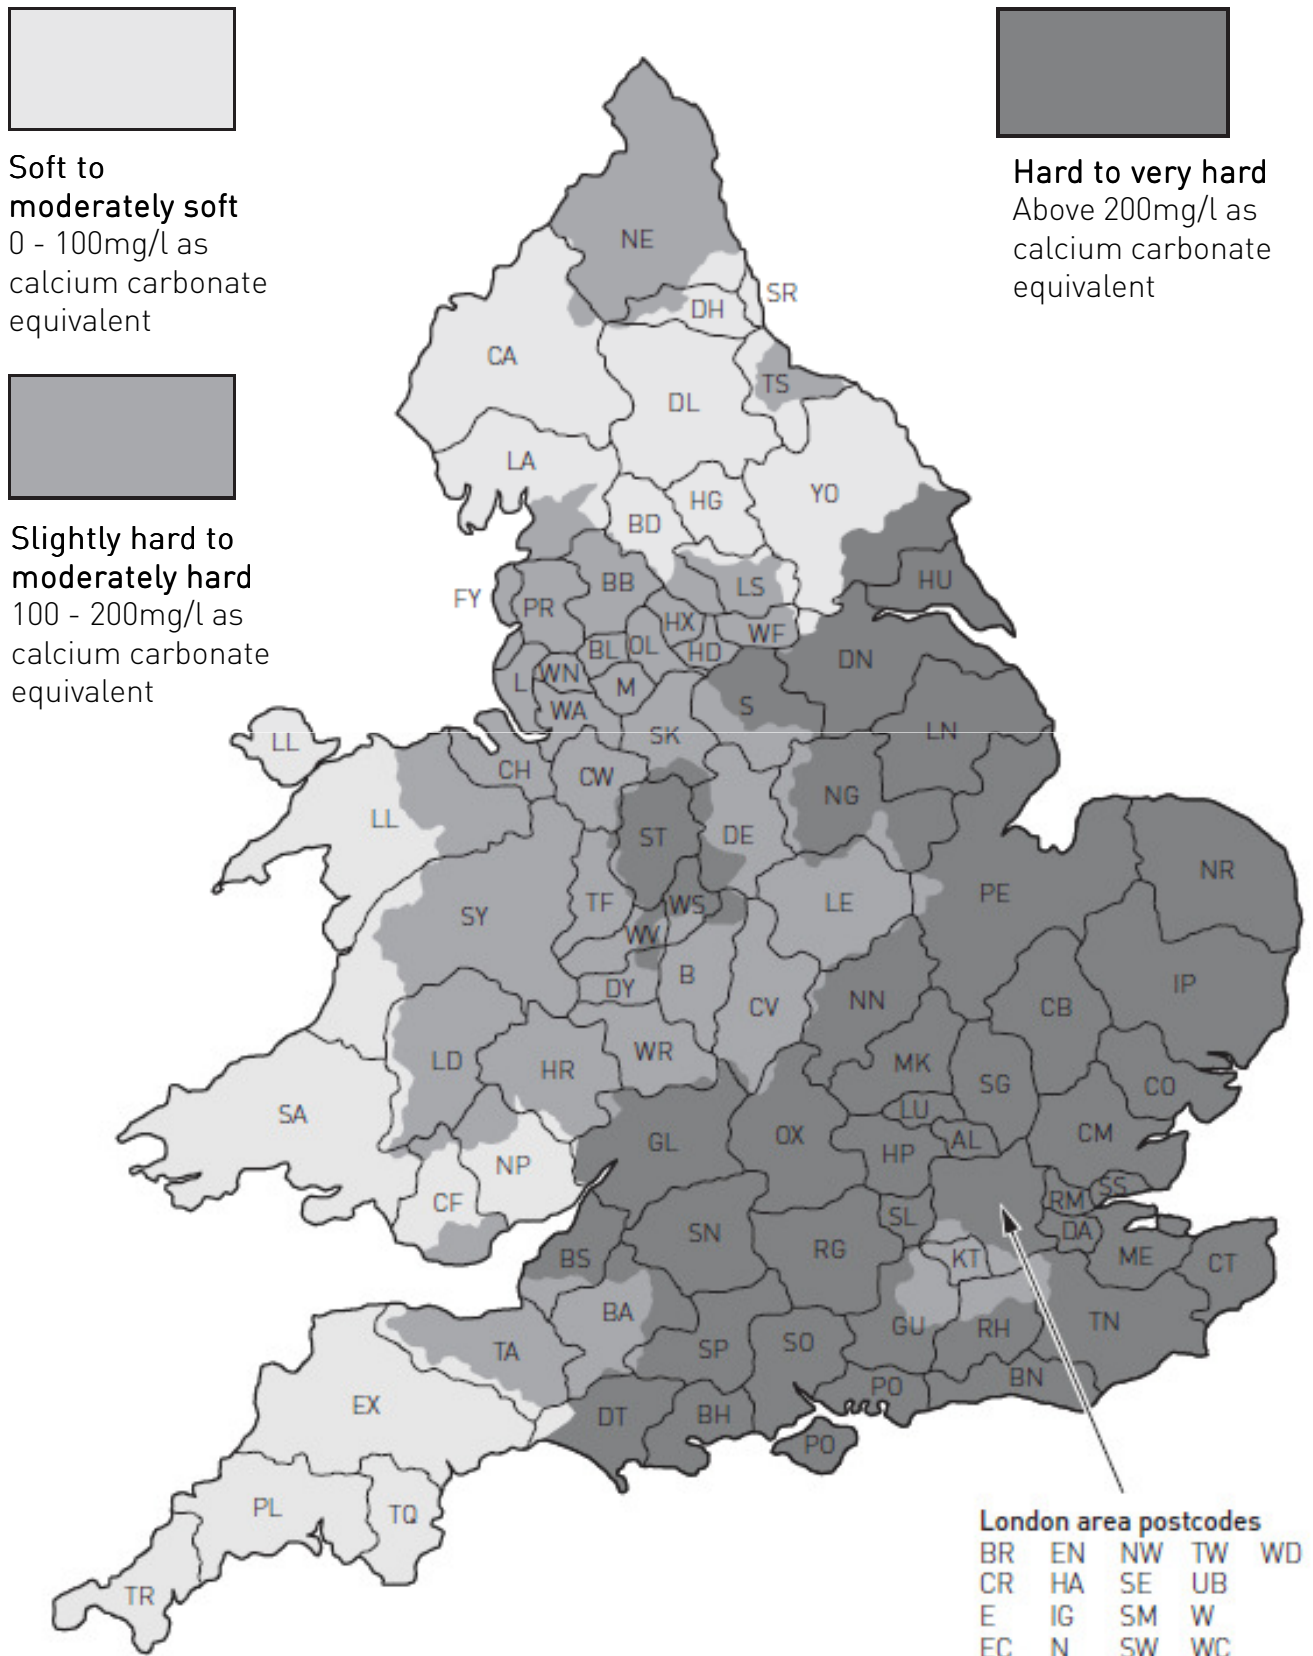 Soft to
moderately soft
0 - 100mg/l as
calcium carbonate
equivalent
Slightly hard to
moderately hard
100 - 200mg/l as
calcium carbonate
equivalent
Hard to very hard
Above 200mg/l as
calcium carbonate
equivalent
NE
SR
DH
CA
TS
DL
LA
YO
HG
BD
HU
BB
LS
FY
PR
HX
WF
BL
OL
HD
DN
WN
L
M
WA
S
LN
SK
LL
CH
CW
NG
LL
ST
DE
NR
PE
TF
WS
LE
SY
WV
B
DY
IP
NN
CV
CB
WR
LD
HR
MK
SG
CO
SA
LU
GL
OX
AL
CM
HP
NP
SS
RM
CF
SL
DA
SN
RG
BS
KT
ME
CT
BA
GU
RH
TN
TA
SP
SO
BN
PO
EX
DT
BH
PO
PL
TQ
TR
London area postcodes
BR EN NW TW WD
CR HA SE UB
E IG SM W
EC N SW WC